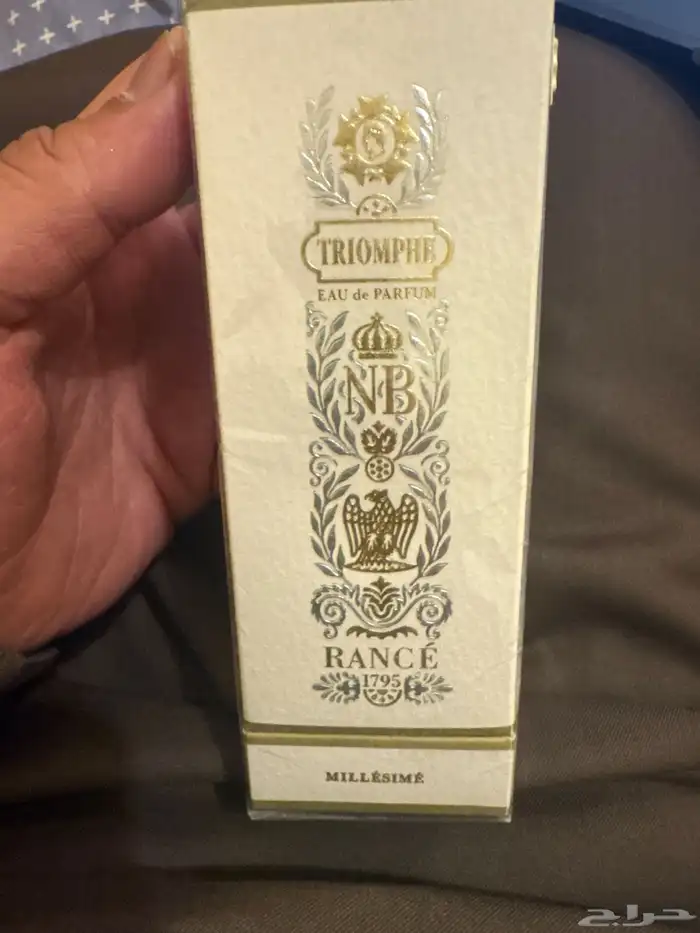 TRIOMPHE
EAU de PARFUM
NB
RANCÉ
1795
MILLÉSIMÉ
حراج